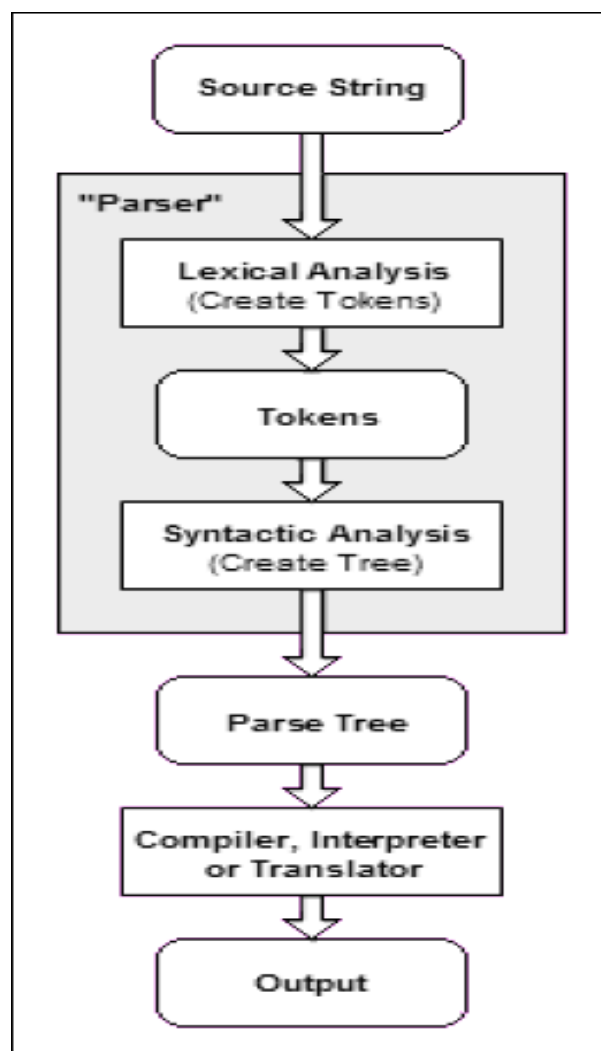 Source String
"Parser"
Lexical Analysis
(Create Tokens)
Tokens
Syntactic Analysis
(Create Tree)
Parse Tree
Compiler, Interpreter
or Translator
Output